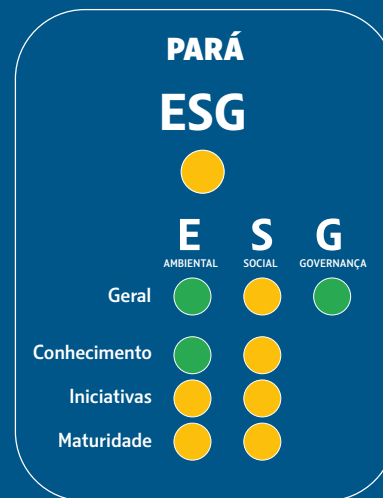 PARÁ
ESG
E S G
AMBIENTAL SOCIAL GOVERNANÇA
Geral
Conhecimento
Iniciativas
Maturidade